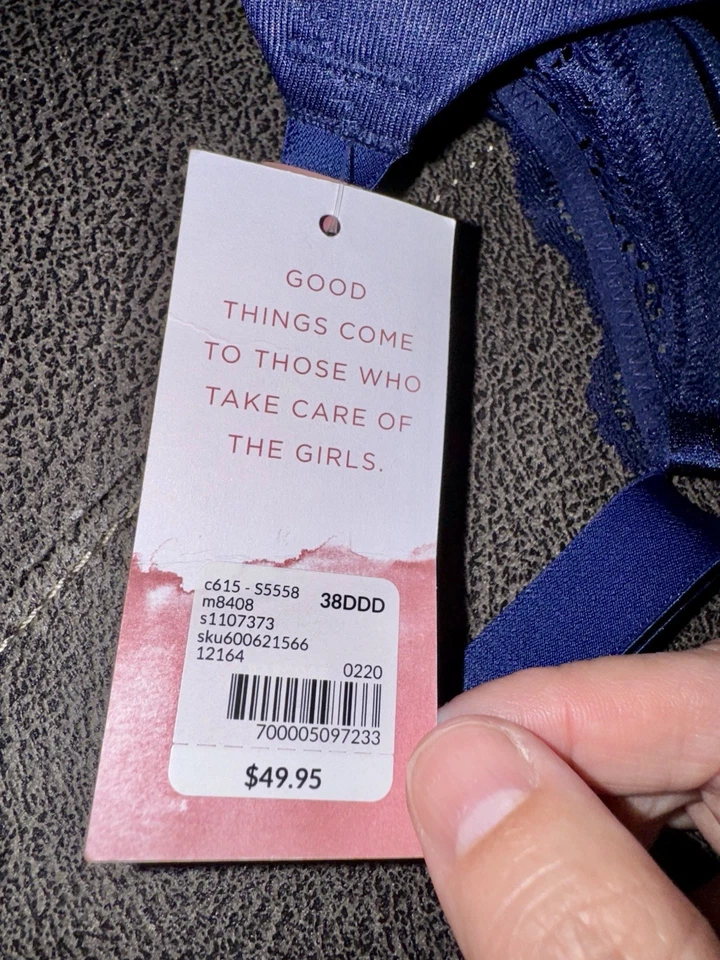 GOOD
THINGS COME
TO THOSE WHO
TAKE CARE OF
THE GIRLS.
c615 - S5558
m8408 38DDD
s1107373
sku600621566
12164
0220
700005097233
$49.95